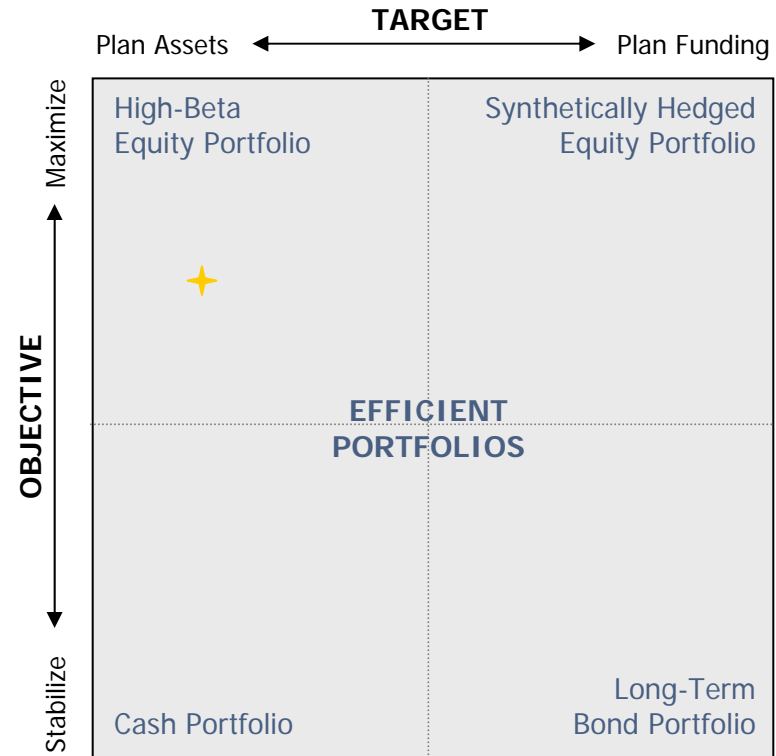 TARGET
Plan Assets Plan Funding
Maximize
High-Beta
Equity Portfolio
Synthetically Hedged
Equity Portfolio
OBJECTIVE
EFFICIENT
PORTFOLIOS
Stabilize
Cash Portfolio
Long-Term
Bond Portfolio